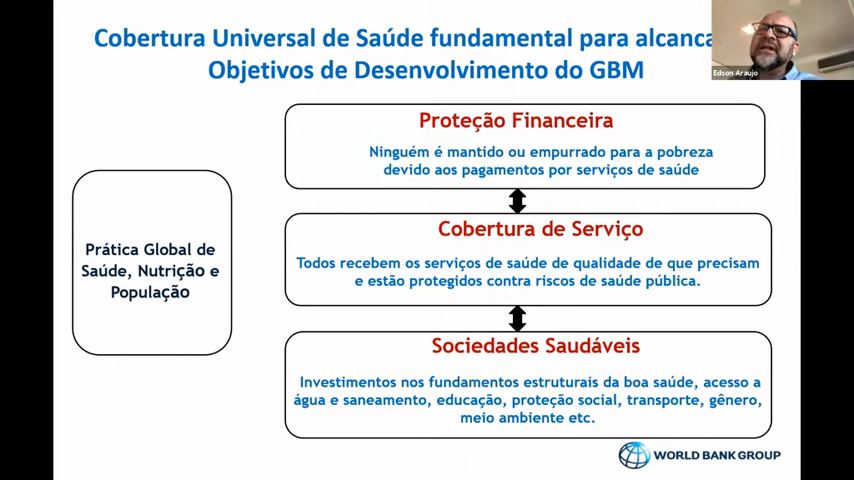 Cobertura Universal de Saúde fundamental para
Objetivos de Desenvolvimento do GBM
Edson Araujo
Proteção Financeira
Ninguém é mantido ou empurrado para a pobreza
devido aos pagamentos por serviços de saúde
Prática Global de
Saúde, Nutrição e
População
Cobertura de Serviço
Todos recebem os serviços de saúde de qualidade de que precisam
e estão protegidos contra riscos de saúde pública.
Sociedades Saudáveis
Investimentos nos fundamentos estruturais da boa saúde, acesso a
água e saneamento, educação, proteção social, transporte, gênero,
meio ambiente etc.
WORLD BANK GROUP